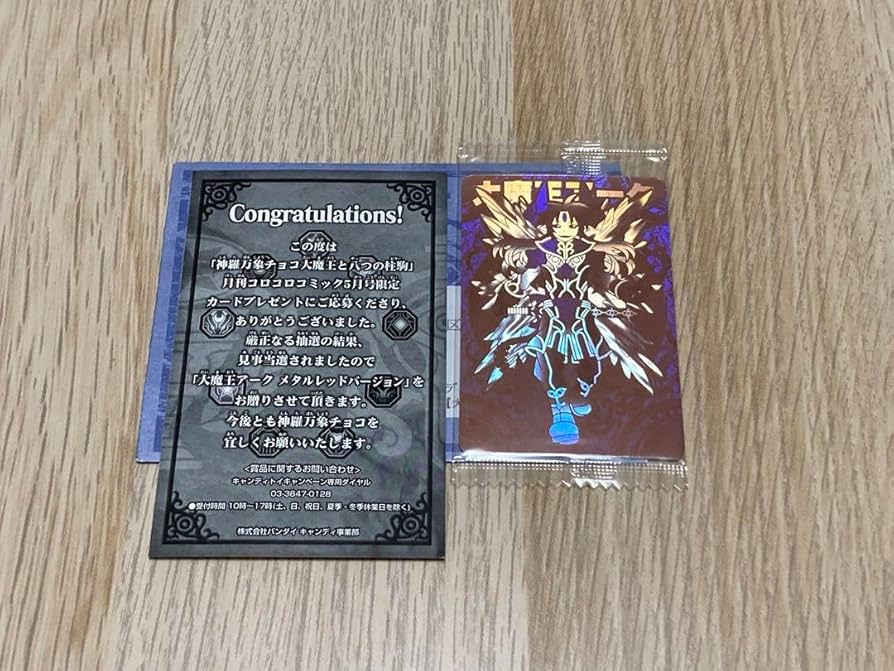 Congratulations!
この度は
「神羅万象チョコ大魔王と八つの柱駒」
月刊コロコロコミック5月号限定
カードプレゼントにご応募くださり、
ありがとうございました。
厳正なる抽選の結果、
見事当選されましたので
「大魔王アーク メタルレッドバージョン」を
お贈りさせて頂きます。
今後とも神羅万象チョコを
宜しくお願いいたします。
<賞品に関するお問い合わせ>
キャンディトイキャンペーン専用ダイヤル
03-3847-0128
●受付時間 10時～17時(土、日、祝日、夏季・冬季休業日を除く)
株式会社バンダイ キャンディ事業部
大魔王アーク